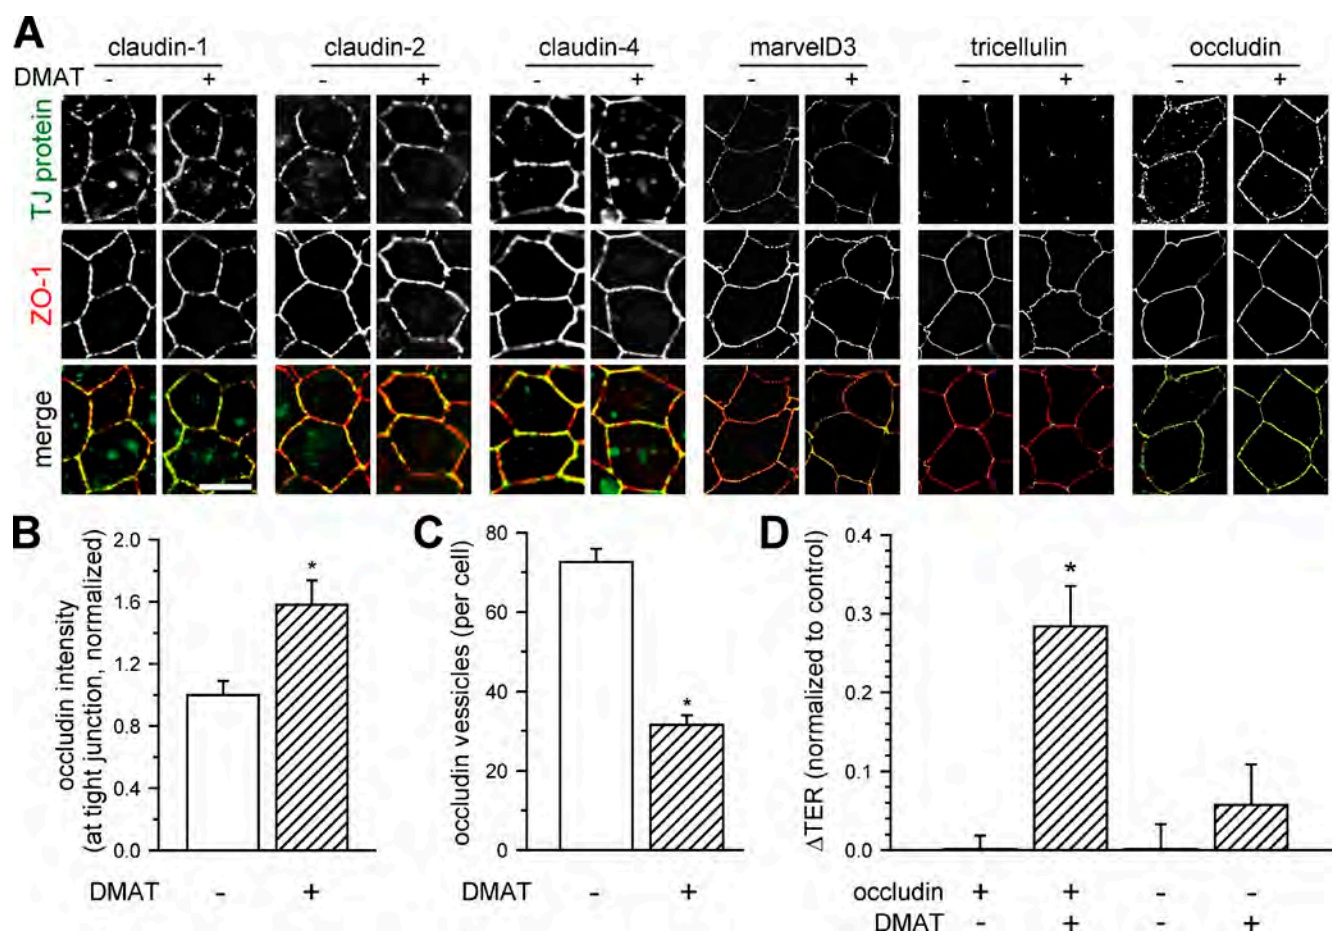 A
claudin-1 claudin-2 claudin-4 marvelD3 tricellulin occludin
DMAT - + - + - + - + - + - +
TJ protein
ZO-1
merge
B
occludin intensity
(at tight junction, normalized)
2.0
1.6
1.2
0.8
0.4
0.0
*
DMAT - +
C
occludin vessicles (per cell)
80
60
40
20
0
*
DMAT - +
D
ΔTER (normalized to control)
0.4
0.3
0.2
0.1
0.0
*
occludin + + - -
DMAT - + - +